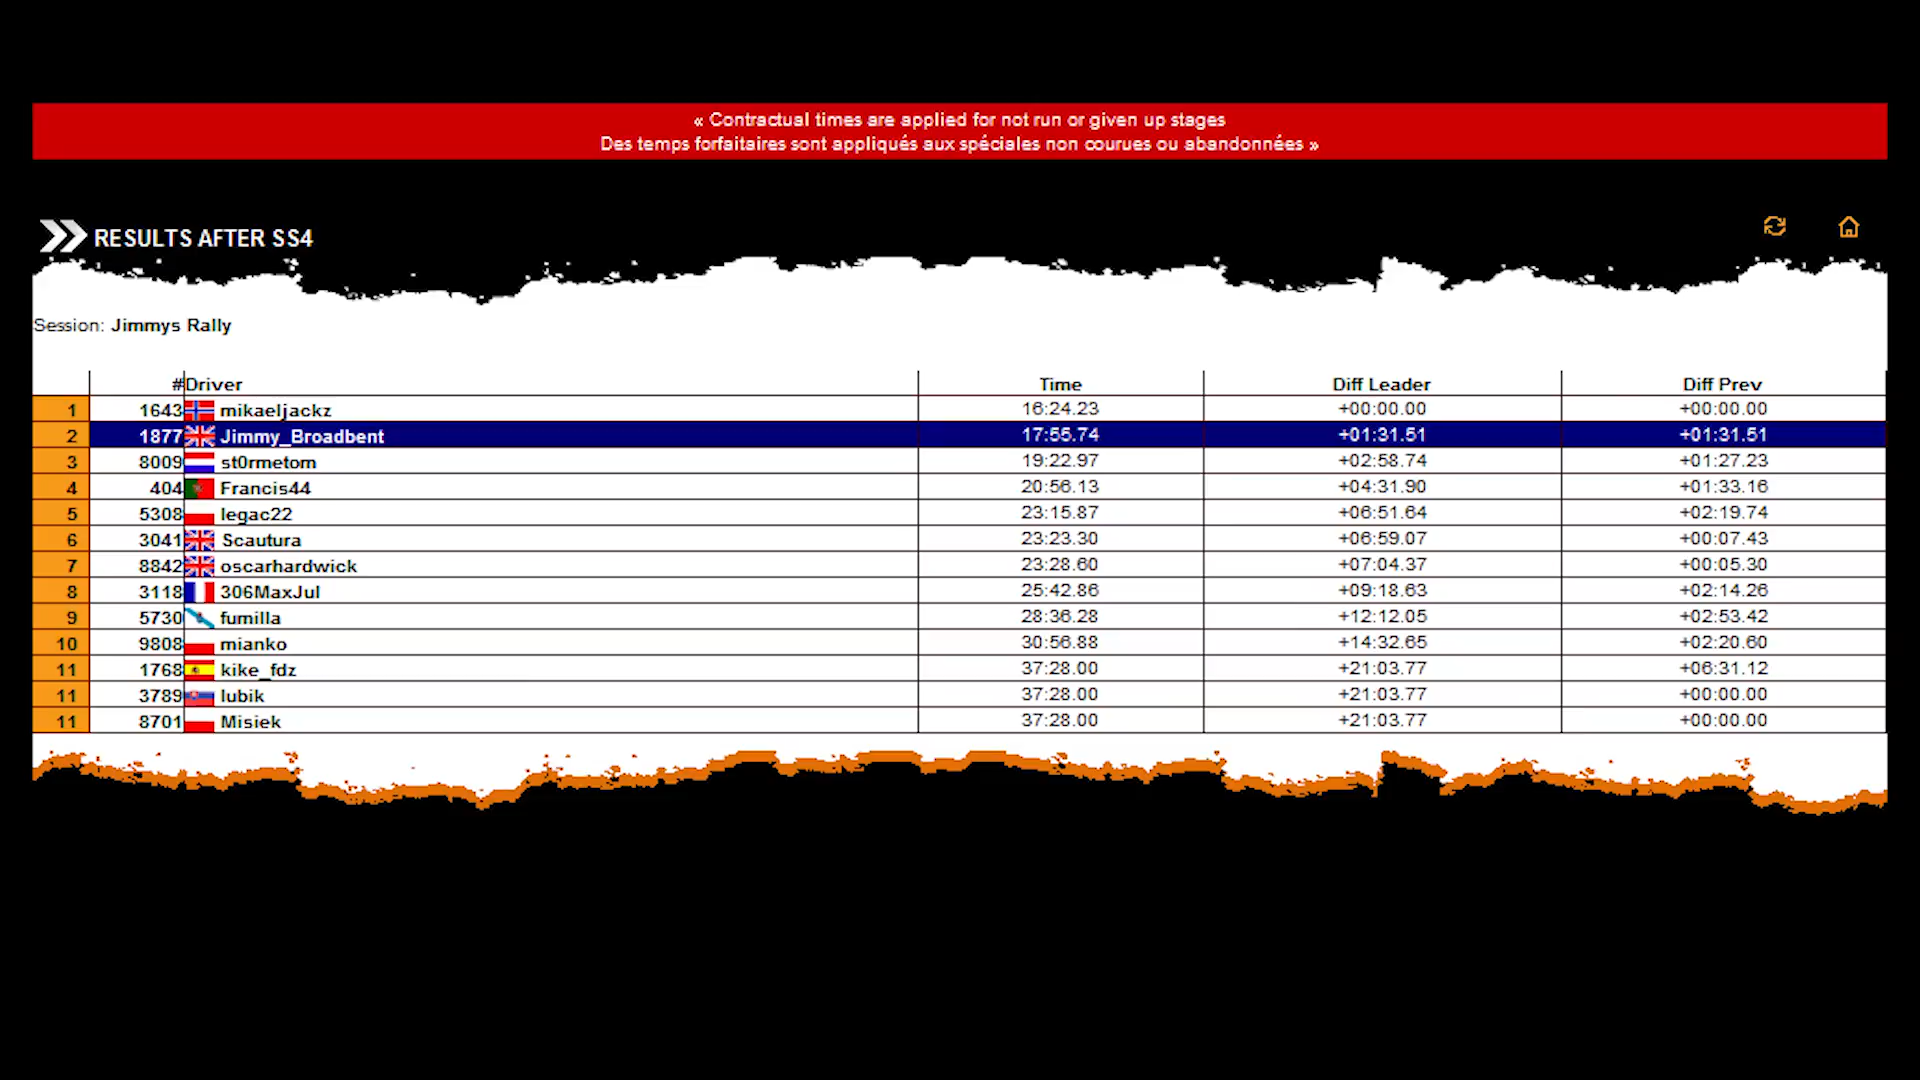 « Contractual times are applied for not run or given up stages
Des temps forfaitaires sont appliqués aux spéciales non courues ou abandonnées »
RESULTS AFTER SS4
Session: Jimmys Rally
# Driver Time Diff Leader Diff Prev
1 1643 mikaeljackz 16:24.23 +00:00.00 +00:00.00
2 1877 Jimmy_Broadbent 17:55.74 +01:31.51 +01:31.51
3 8009 st0rmetom 19:22.97 +02:58.74 +01:27.23
4 404 Francis44 20:56.13 +04:31.90 +01:33.16
5 5308 legac22 23:15.87 +06:51.64 +02:19.74
6 3041 Scautura 23:23.30 +06:59.07 +00:07.43
7 8842 oscarhardwick 23:28.60 +07:04.37 +00:05.30
8 3118 306MaxJul 25:42.86 +09:18.63 +02:14.26
9 5730 fumilla 28:36.28 +12:12.05 +02:53.42
10 9808 mianko 30:56.88 +14:32.65 +02:20.60
11 1768 kike_fdz 37:28.00 +21:03.77 +06:31.12
11 3789 lubik 37:28.00 +21:03.77 +00:00.00
11 8701 Misiek 37:28.00 +21:03.77 +00:00.00